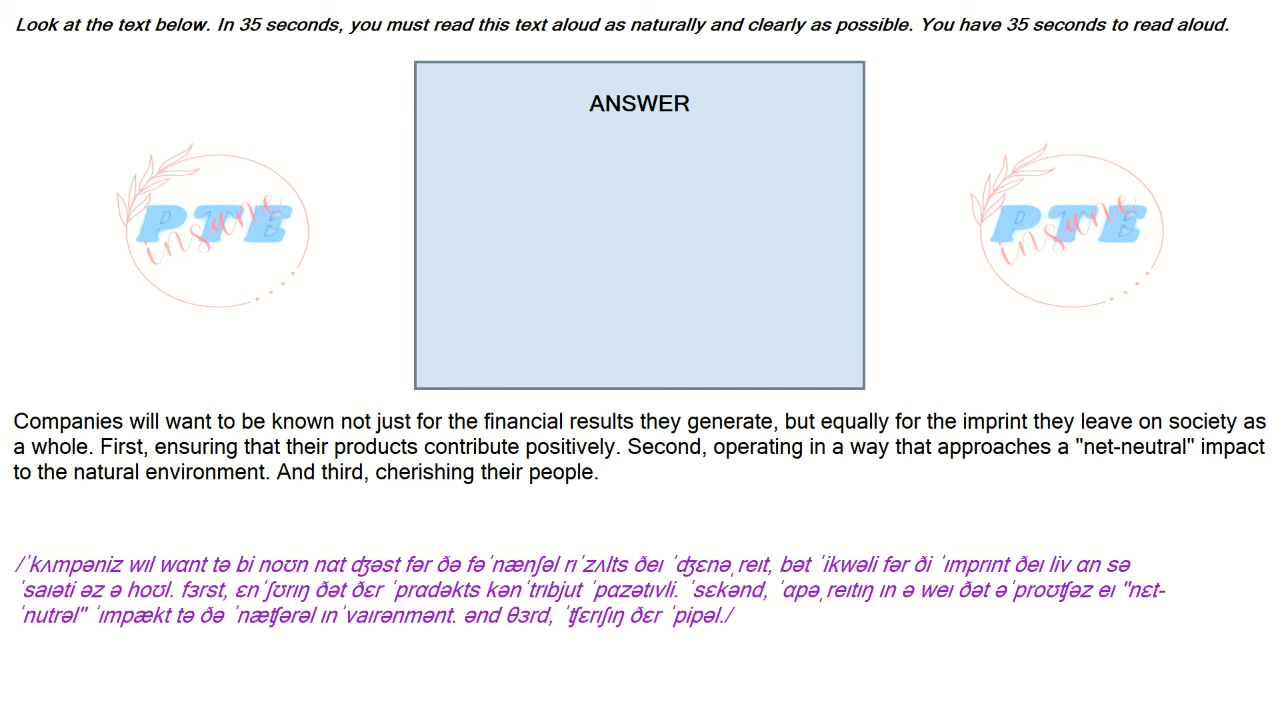 Look at the text below. In 35 seconds, you must read this text aloud as naturally and clearly as possible. You have 35 seconds to read aloud.
ANSWER
PTE
insane
PTE
insane
Companies will want to be known not just for the financial results they generate, but equally for the imprint they leave on society as
a whole. First, ensuring that their products contribute positively. Second, operating in a way that approaches a "net-neutral" impact
to the natural environment. And third, cherishing their people.
/ˈkʌmpəniz wɪl wɑnt tə bi noʊn nɑt ʤəst fər ðə fəˈnænʃəl rɪˈzʌlts ðeɪ ˈʤɛnəˌreɪt, bət ˈikwəli fər ði ˈɪmprɪnt ðeɪ liv ɑn sə
ˈsaɪəti əz ə hoʊl. fɜrst, ɛnˈʃʊrɪŋ ðət ðɛr ˈprɑdəkts kənˈtrɪbjut ˈpɑzətɪvli. ˈsɛkənd, ˈɑpəˌreɪtɪŋ ɪn ə weɪ ðət əˈproʊʧəz eɪ "nɛt-
ˈnutrəl" ˈɪmpækt tə ðə ˈnæʧərəl ɪnˈvaɪrənmənt. ənd θɜrd, ˈʧɛrɪʃɪŋ ðɛr ˈpipəl./